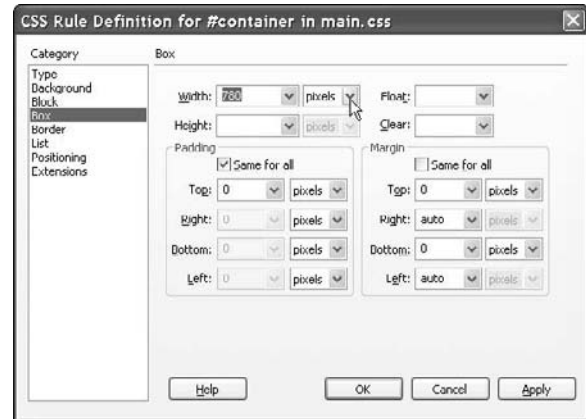 CSS Rule Definition for #container in main.css
Category
Type
Background
Block
Box
Border
List
Positioning
Extensions
Box
Width: 780 pixels Float:
Height: pixels Clear:
Padding
Same for all
Top: 0 pixels
Right: 0 pixels
Bottom: 0 pixels
Left: 0 pixels
Margin
Same for all
Top: 0 pixels
Right: auto pixels
Bottom: 0 pixels
Left: auto pixels
Help OK Cancel Apply